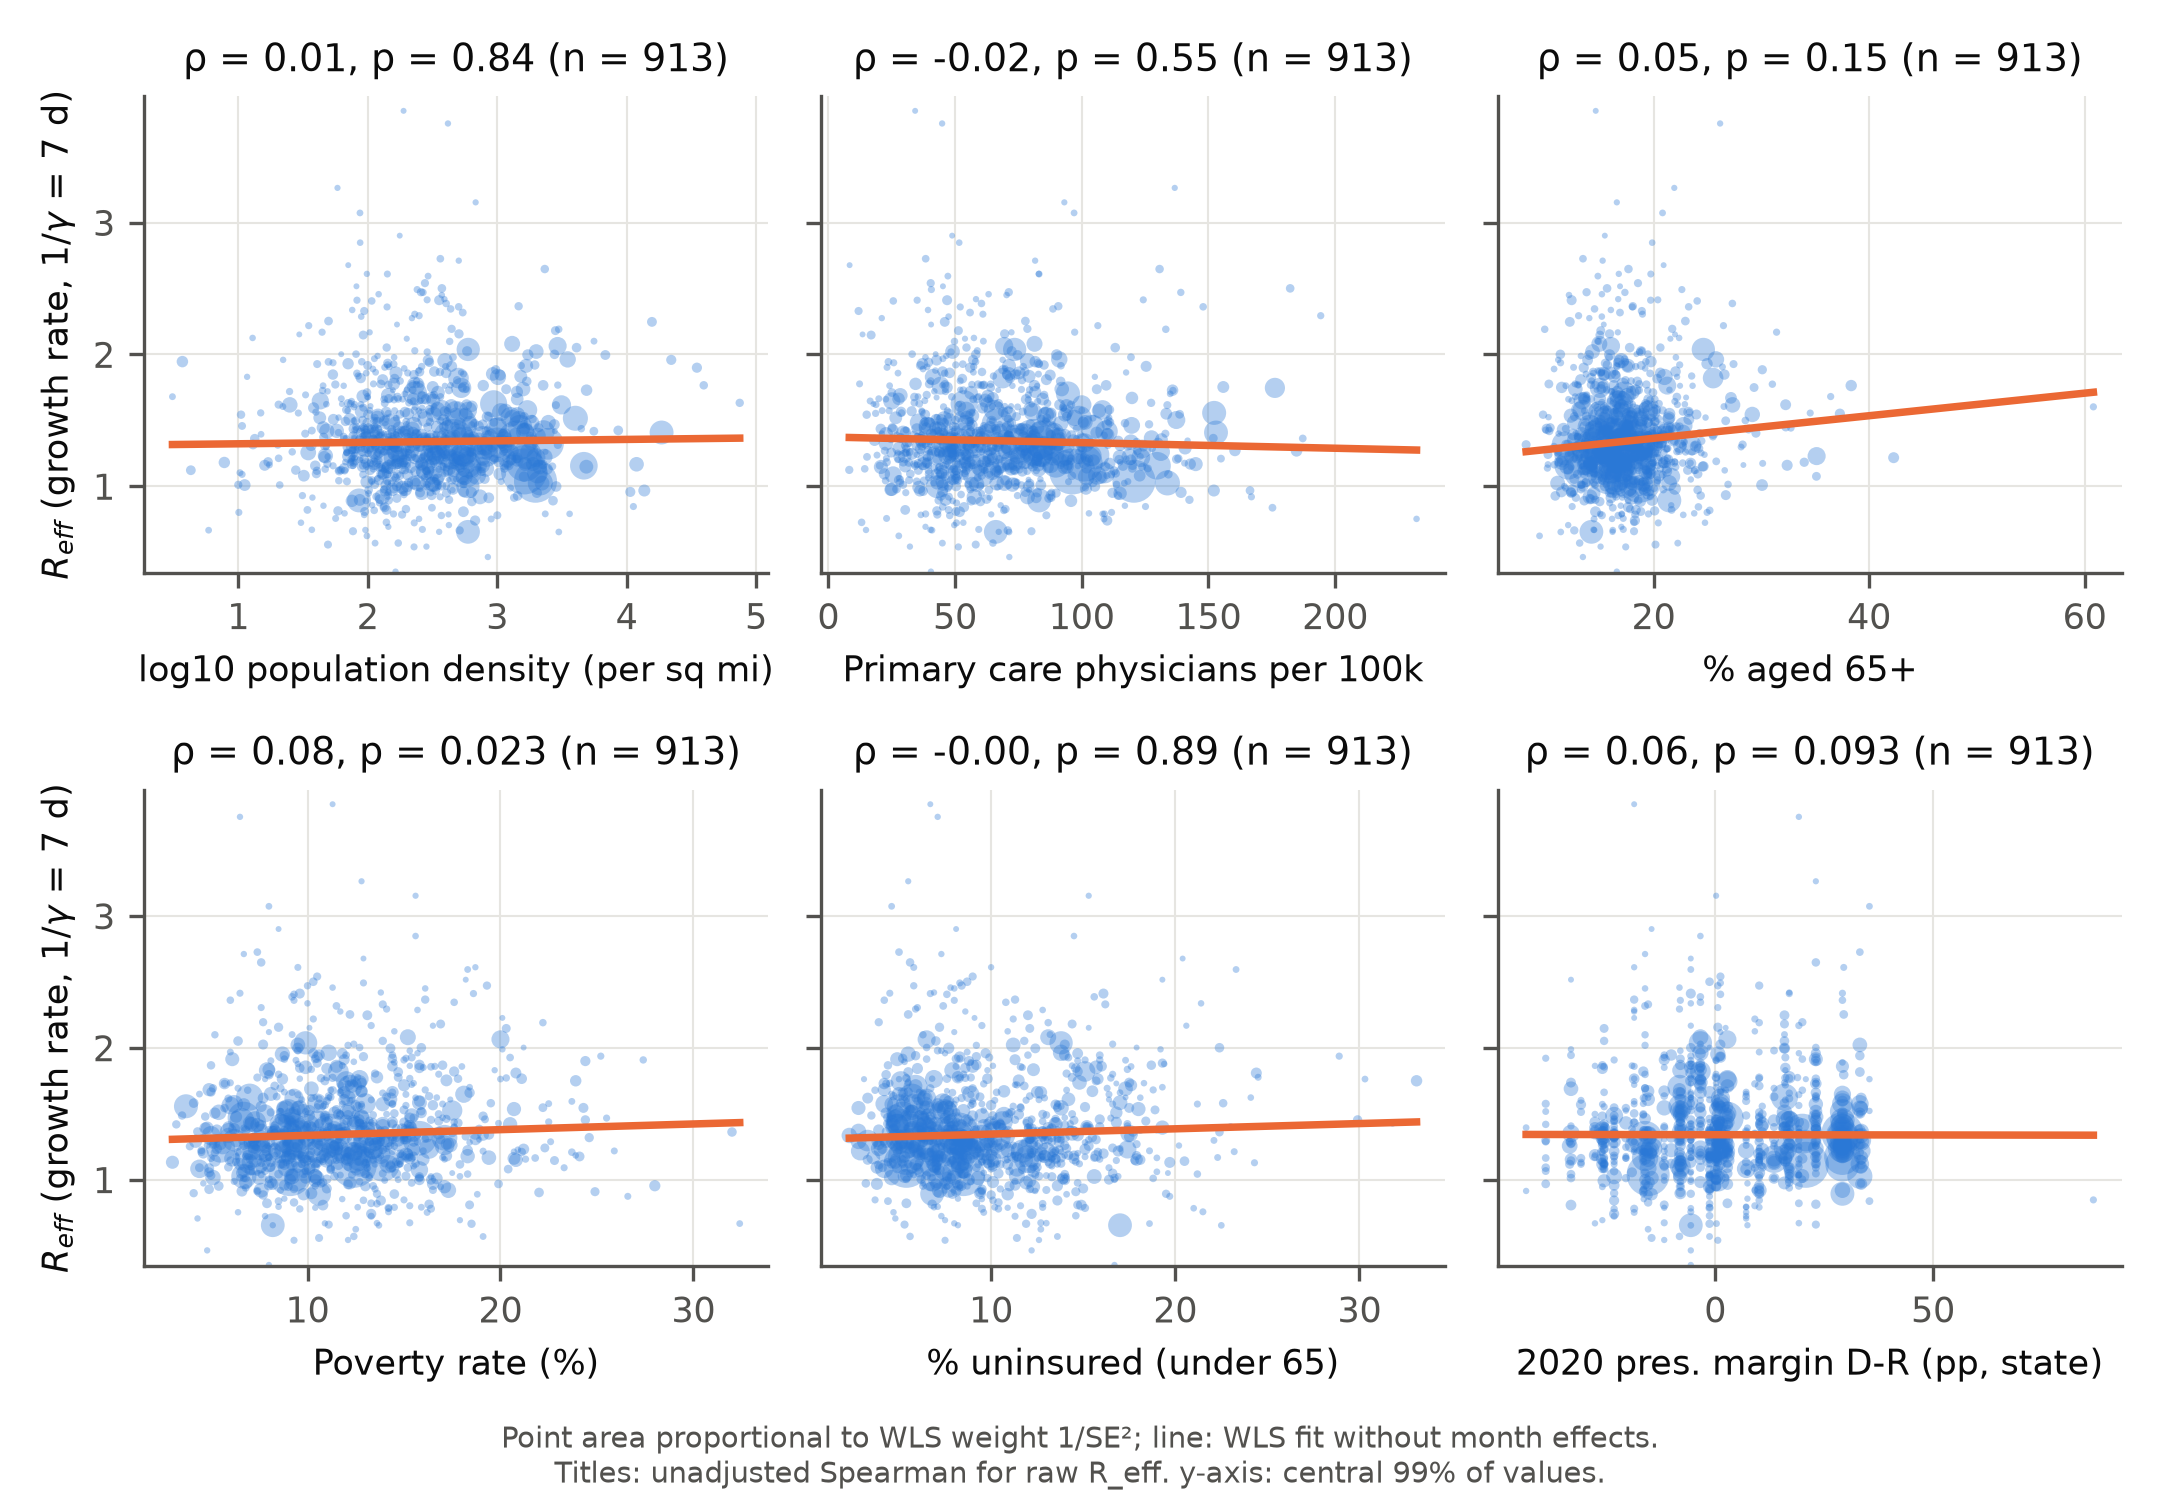 ρ = 0.01, p = 0.84 (n = 913)
ρ = -0.02, p = 0.55 (n = 913)
ρ = 0.05, p = 0.15 (n = 913)
R_eff (growth rate, 1/γ = 7 d)
3
2
1
1 2 3 4 5
0 50 100 150 200
20 40 60
log10 population density (per sq mi)
Primary care physicians per 100k
% aged 65+
ρ = 0.08, p = 0.023 (n = 913)
ρ = -0.00, p = 0.89 (n = 913)
ρ = 0.06, p = 0.093 (n = 913)
R_eff (growth rate, 1/γ = 7 d)
3
2
1
10 20 30
10 20 30
0 50
Poverty rate (%)
% uninsured (under 65)
2020 pres. margin D-R (pp, state)
Point area proportional to WLS weight 1/SE²; line: WLS fit without month effects.
Titles: unadjusted Spearman for raw R_eff. y-axis: central 99% of values.